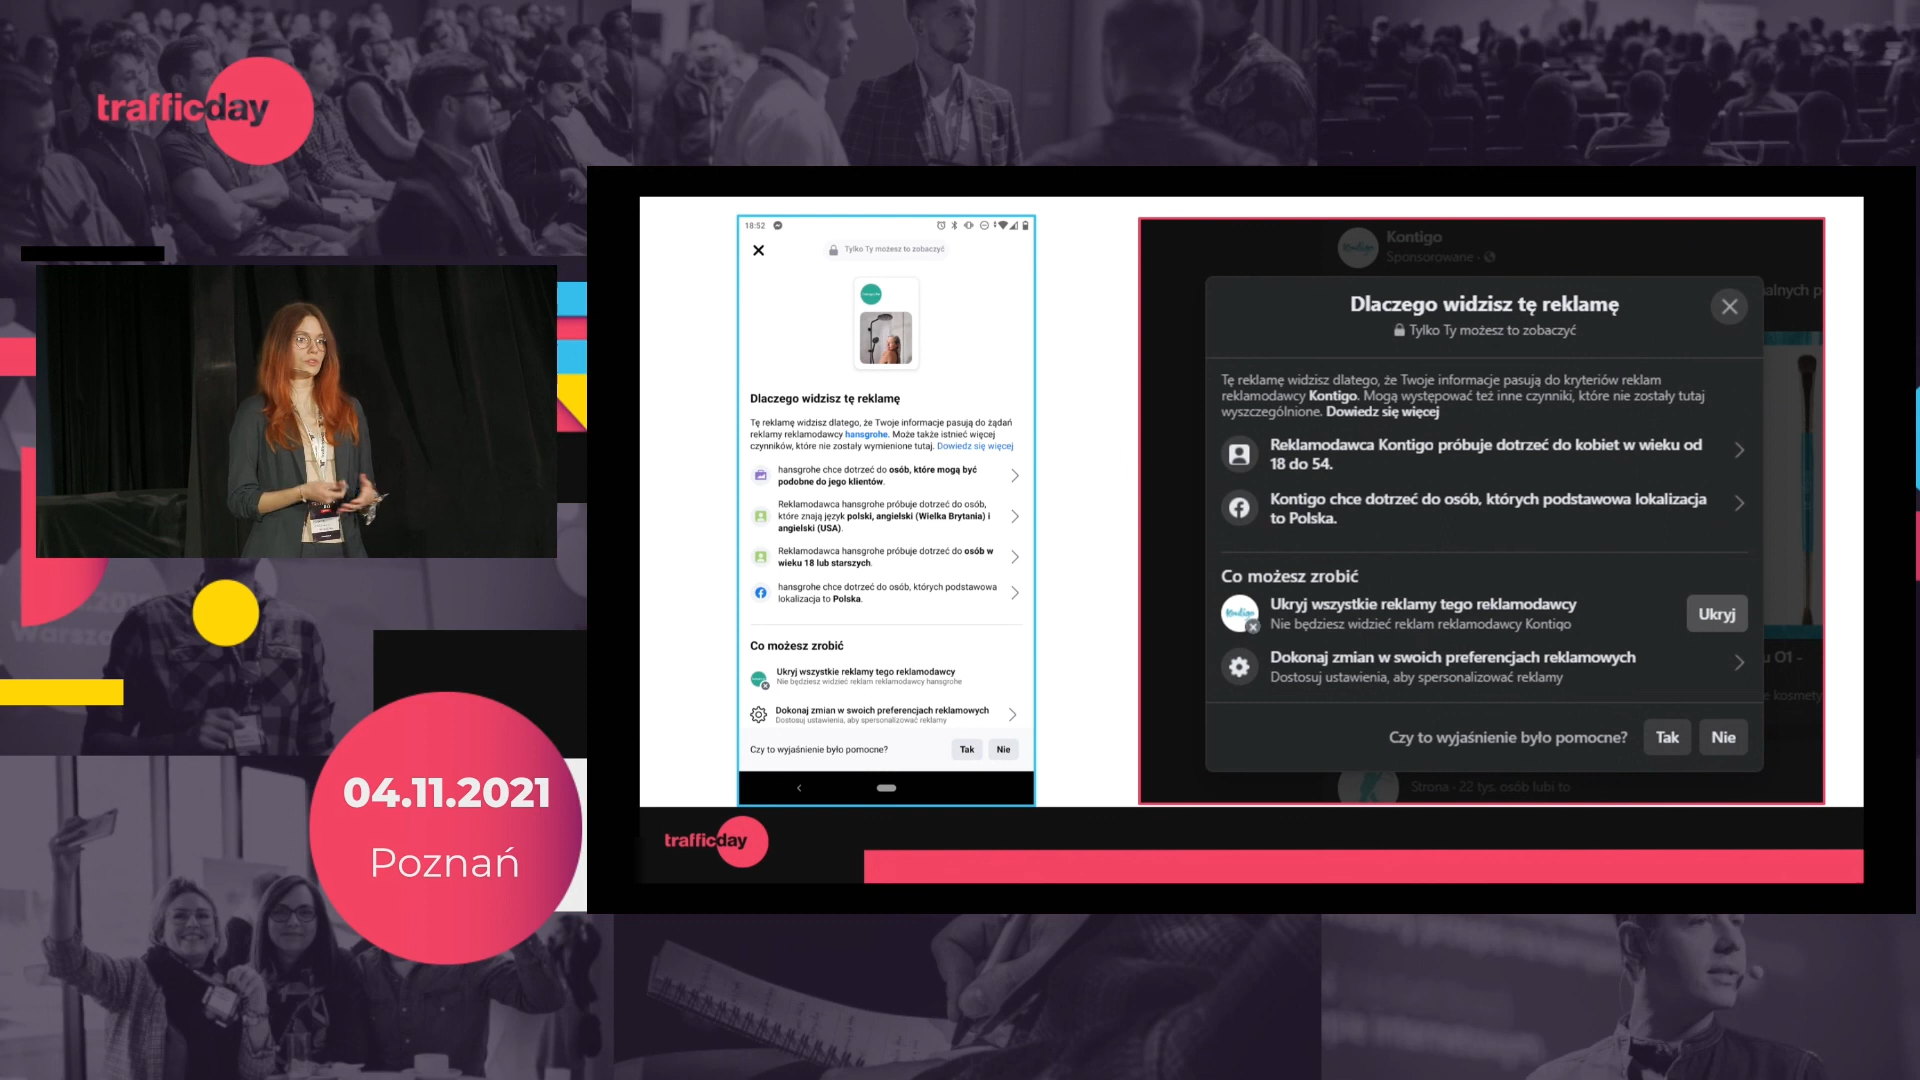 trafficday
04.11.2021
Poznań
18:52
Tylko Ty możesz to zobaczyć
Dlaczego widzisz tę reklamę
Tę reklamę widzisz dlatego, że Twoje informacje pasują do żądań
reklamy reklamodawcy hansgrohe. Może także istnieć więcej
czynników, które nie zostały wymienione tutaj. Dowiedz się więcej
hansgrohe chce dotrzeć do osób, które mogą być
podobne do jego klientów.
Reklamodawca hansgrohe próbuje dotrzeć do osób,
które znają język polski, angielski (Wielka Brytania) i
angielski (USA).
Reklamodawca hansgrohe próbuje dotrzeć do osób w
wieku 18 lub starszych.
hansgrohe chce dotrzeć do osób, których podstawowa
lokalizacja to Polska.
Co możesz zrobić
Ukryj wszystkie reklamy tego reklamodawcy
Nie będziesz widzieć reklam reklamodawcy hansgrohe
Dokonaj zmian w swoich preferencjach reklamowych
Dostosuj ustawienia, aby spersonalizować reklamy
Czy to wyjaśnienie było pomocne?
Tak
Nie
Kontigo
Sponsorowane ·
Dlaczego widzisz tę reklamę
Tylko Ty możesz to zobaczyć
Tę reklamę widzisz dlatego, że Twoje informacje pasują do kryteriów reklam
reklamodawcy Kontigo. Mogą występować też inne czynniki, które nie zostały tutaj
wyszczególnione. Dowiedz się więcej
Reklamodawca Kontigo próbuje dotrzeć do kobiet w wieku od
18 do 54.
Kontigo chce dotrzeć do osób, których podstawowa lokalizacja
to Polska.
Co możesz zrobić
Ukryj wszystkie reklamy tego reklamodawcy
Nie będziesz widzieć reklam reklamodawcy Kontigo
Ukryj
Dokonaj zmian w swoich preferencjach reklamowych
Dostosuj ustawienia, aby spersonalizować reklamy
Czy to wyjaśnienie było pomocne?
Tak
Nie
Strona · 22 tys. osób lubi to
trafficday